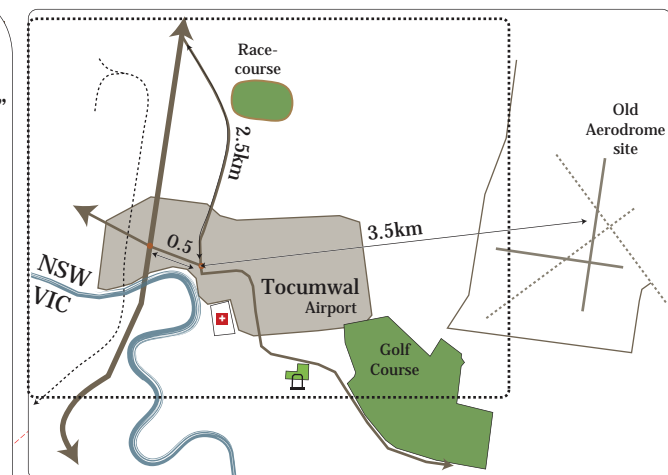 Race-
course
2.5km
Old
Aerodrome
site
3.5km
0.5
NSW
VIC
Tocumwal
Airport
Golf
Course
”